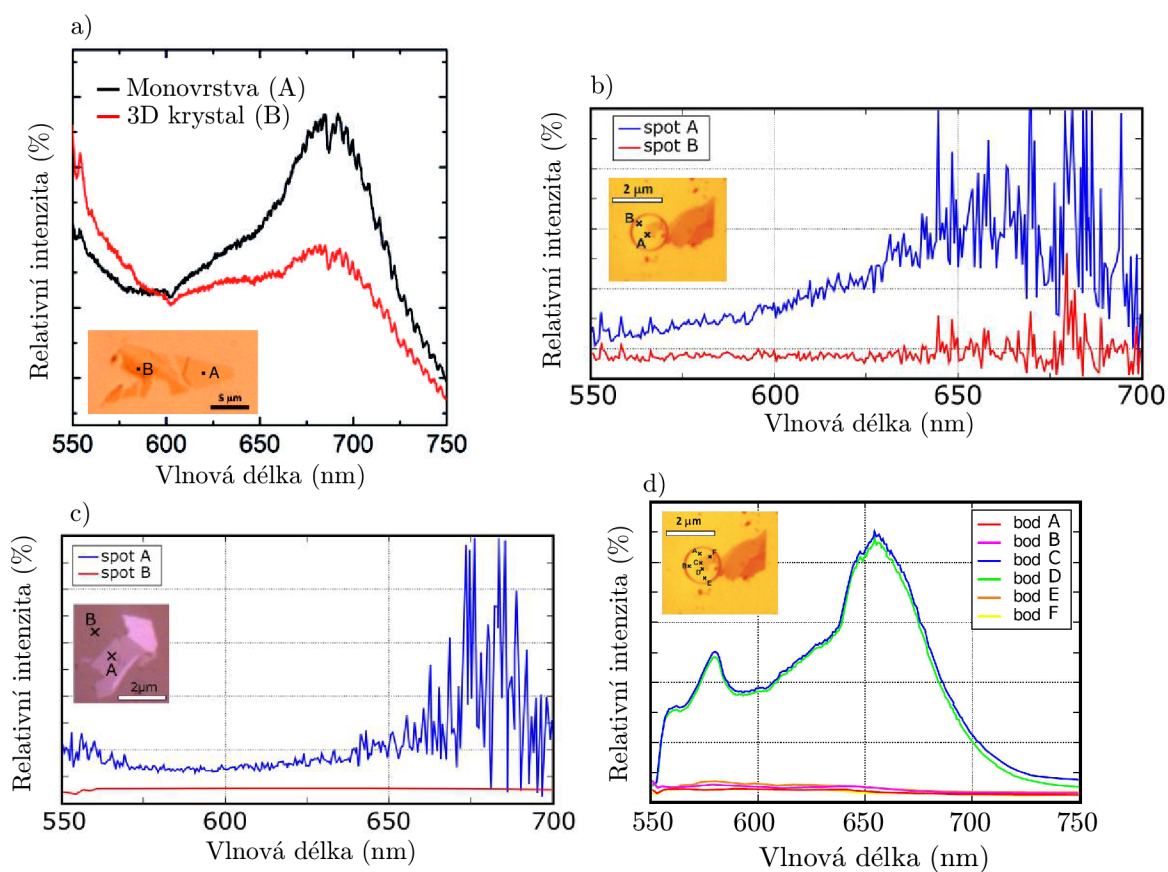 a)
Monovrstva (A)
3D krystal (B)
Relativní intenzita (%)
B
A
5 µm
550 600 650 700 750
Vlnová délka (nm)
b)
spot A
spot B
Relativní intenzita (%)
2 µm
B
A
550 600 650 700
Vlnová délka (nm)
c)
spot A
spot B
Relativní intenzita (%)
B
A
2µm
550 600 650 700
Vlnová délka (nm)
d)
bod A
bod B
bod C
bod D
bod E
bod F
Relativní intenzita (%)
2 µm
A
F
C
B
D
E
550 600 650 700 750
Vlnová délka (nm)